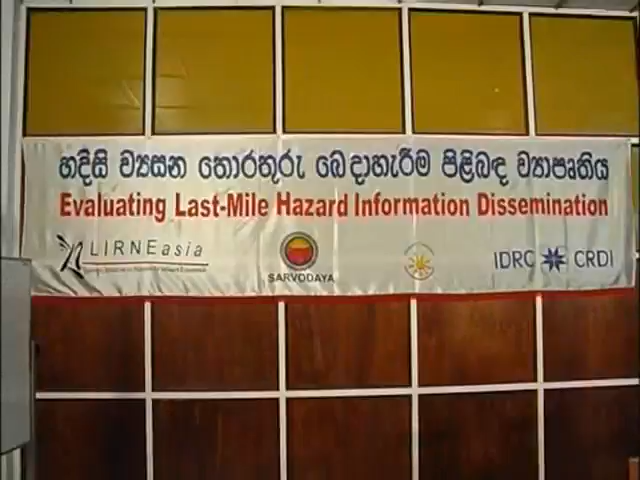 හදිසි ව්‍යසන තොරතුරු බෙදාහැරීම පිළිබඳ ව්‍යාපෘතිය
Evaluating Last-Mile Hazard Information Dissemination
LIRNEasia
SARVODAYA
IDRC CRDI